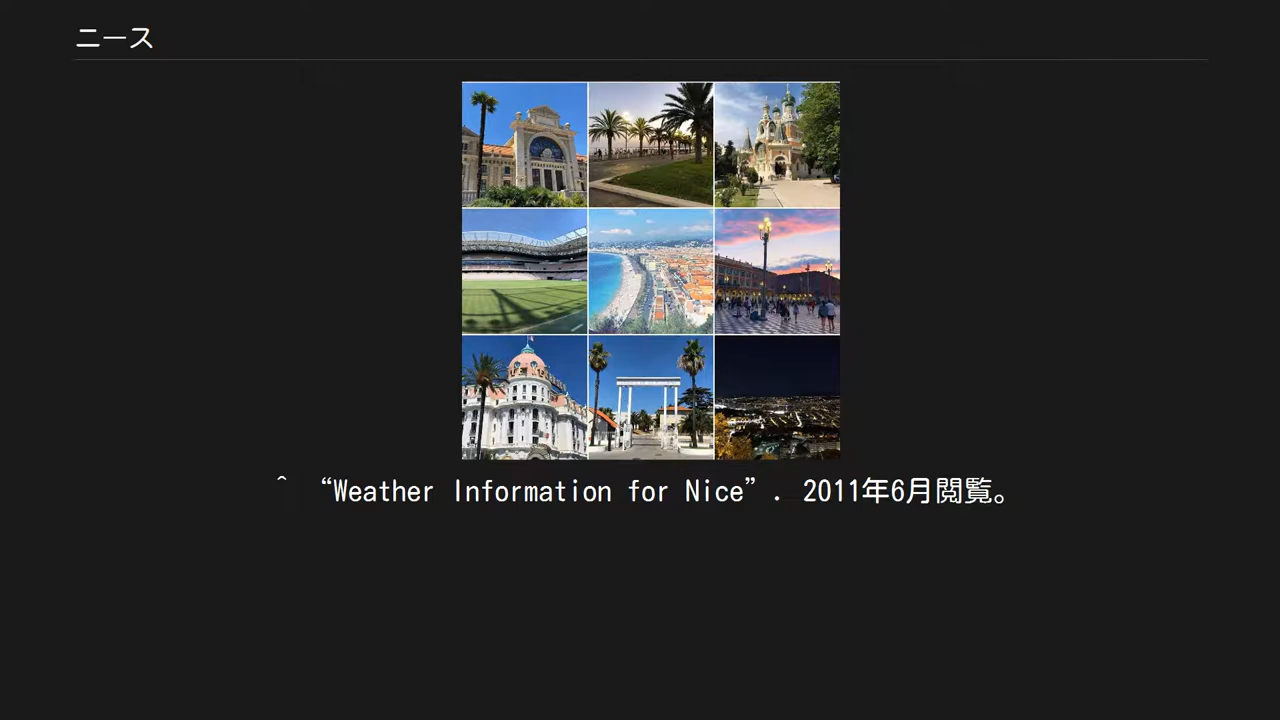 ニース
^ “Weather Information for Nice”. 2011年6月閲覧。